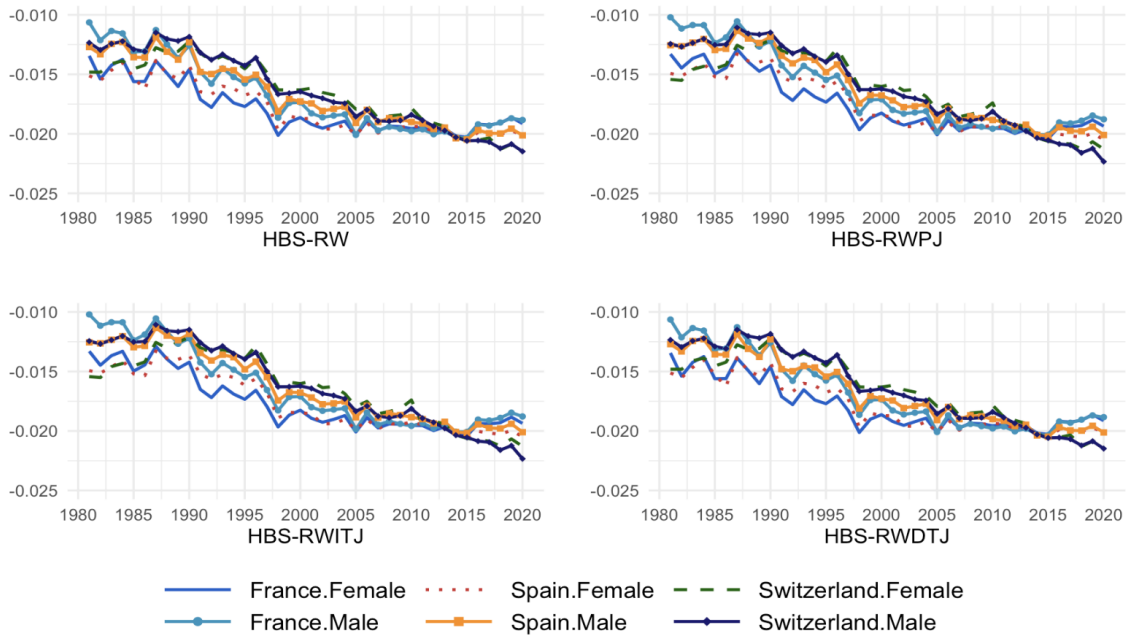 -0.010 -0.010
-0.015 -0.015
-0.020 -0.020
-0.025 -0.025
1980 1985 1990 1995 2000 2005 2010 2015 2020 1980 1985 1990 1995 2000 2005 2010 2015 2020
HBS-RW HBS-RWPJ
-0.010 -0.010
-0.015 -0.015
-0.020 -0.020
-0.025 -0.025
1980 1985 1990 1995 2000 2005 2010 2015 2020 1980 1985 1990 1995 2000 2005 2010 2015 2020
HBS-RWITJ HBS-RWDTJ
France.Female Spain.Female Switzerland.Female
France.Male Spain.Male Switzerland.Male